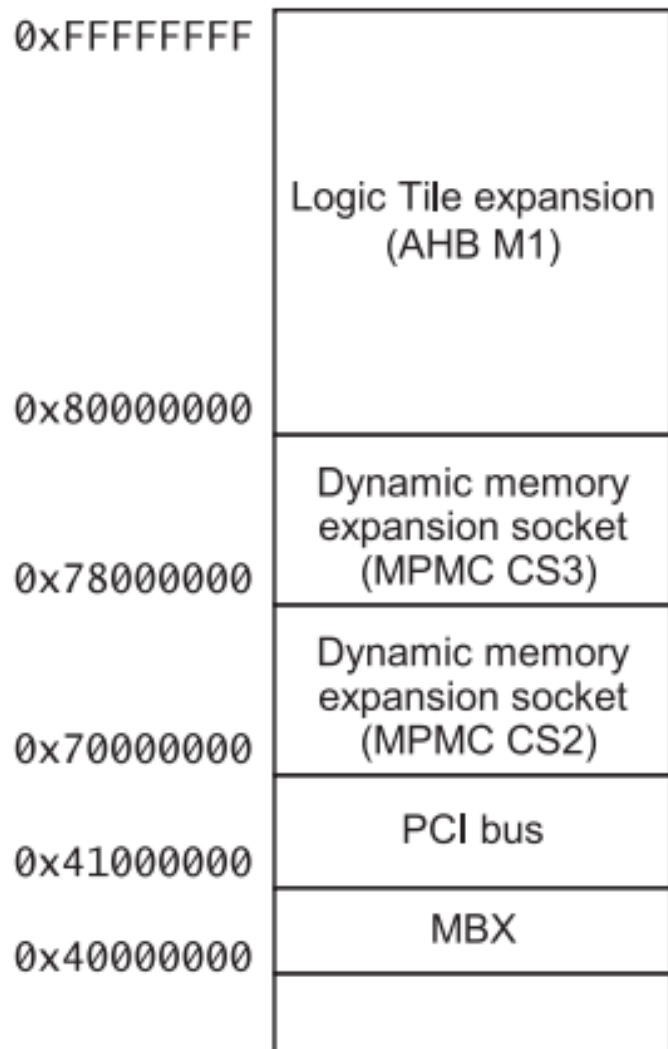 0xFFFFFFFF
Logic Tile expansion
(AHB M1)
0x80000000
Dynamic memory
expansion socket
(MPMC CS3)
0x78000000
Dynamic memory
expansion socket
(MPMC CS2)
0x70000000
PCI bus
0x41000000
MBX
0x40000000